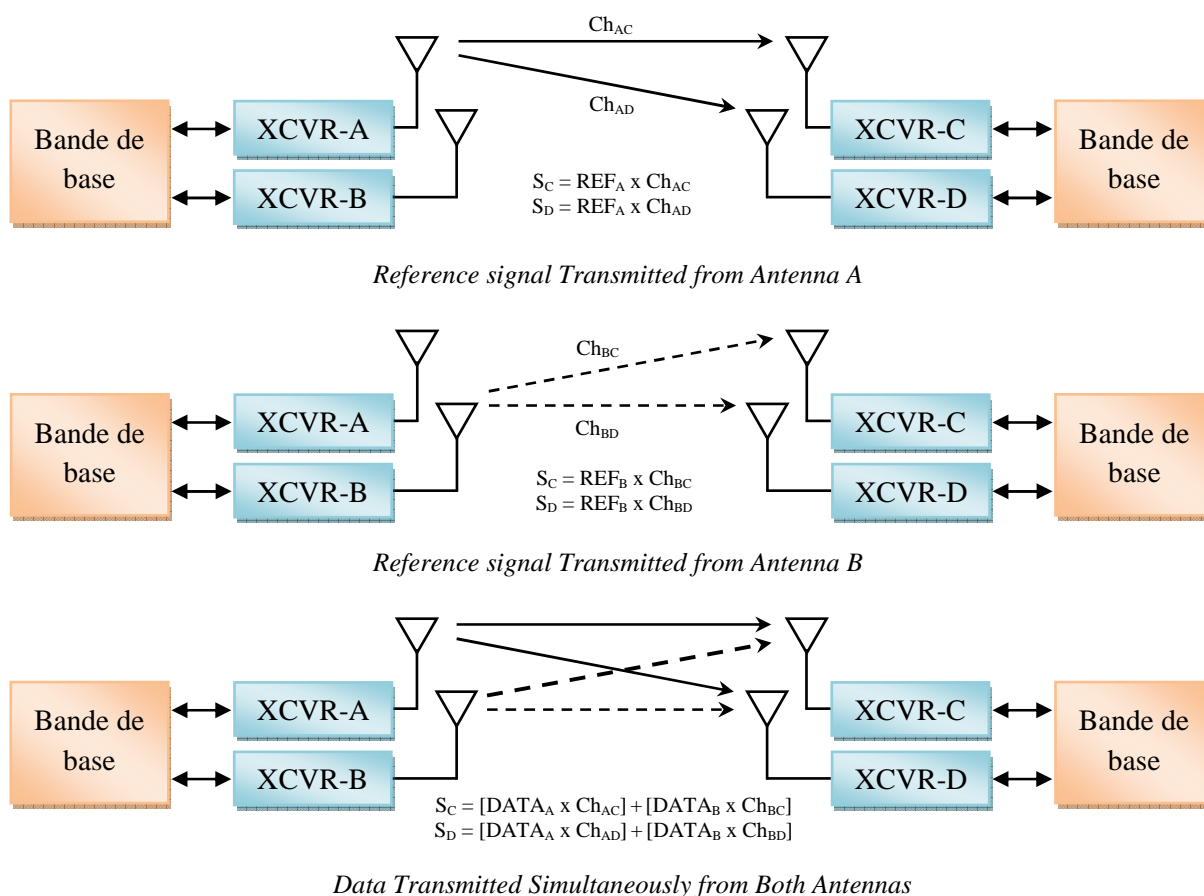 Ch_AC
Ch_AD
Bande de
base
XCVR-A
XCVR-B
S_C = REF_A x Ch_AC
S_D = REF_A x Ch_AD
XCVR-C
XCVR-D
Bande de
base
Reference signal Transmitted from Antenna A
Ch_BC
Ch_BD
Bande de
base
XCVR-A
XCVR-B
S_C = REF_B x Ch_BC
S_D = REF_B x Ch_BD
XCVR-C
XCVR-D
Bande de
base
Reference signal Transmitted from Antenna B
Bande de
base
XCVR-A
XCVR-B
XCVR-C
XCVR-D
Bande de
base
S_C = [DATA_A x Ch_AC] + [DATA_B x Ch_BC]
S_D = [DATA_A x Ch_AD] + [DATA_B x Ch_BD]
Data Transmitted Simultaneously from Both Antennas